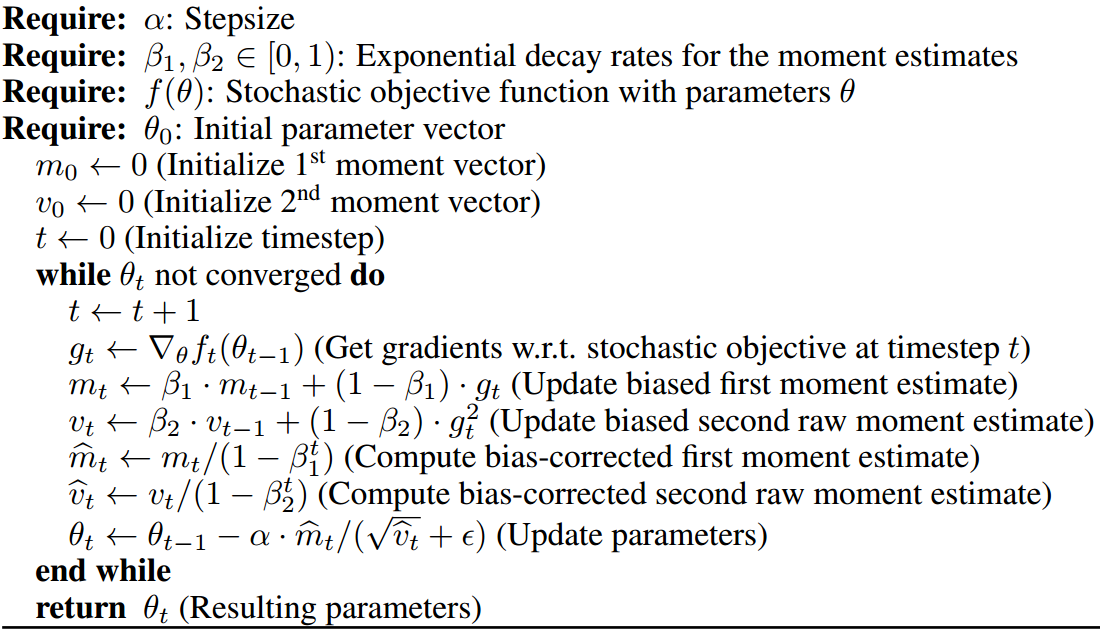 Require: α: Stepsize
Require: β₁, β₂ ∈ [0, 1): Exponential decay rates for the moment estimates
Require: f(θ): Stochastic objective function with parameters θ
Require: θ₀: Initial parameter vector
m₀ ← 0 (Initialize 1ˢᵗ moment vector)
v₀ ← 0 (Initialize 2ⁿᵈ moment vector)
t ← 0 (Initialize timestep)
while θₜ not converged do
t ← t + 1
gₜ ← ∇_θ fₜ(θₜ₋₁) (Get gradients w.r.t. stochastic objective at timestep t)
mₜ ← β₁ · mₜ₋₁ + (1 − β₁) · gₜ (Update biased first moment estimate)
vₜ ← β₂ · vₜ₋₁ + (1 − β₂) · gₜ² (Update biased second raw moment estimate)
m̂ₜ ← mₜ/(1 − β₁ᵗ) (Compute bias-corrected first moment estimate)
v̂ₜ ← vₜ/(1 − β₂ᵗ) (Compute bias-corrected second raw moment estimate)
θₜ ← θₜ₋₁ − α · m̂ₜ/(√v̂ₜ + ϵ) (Update parameters)
end while
return θₜ (Resulting parameters)